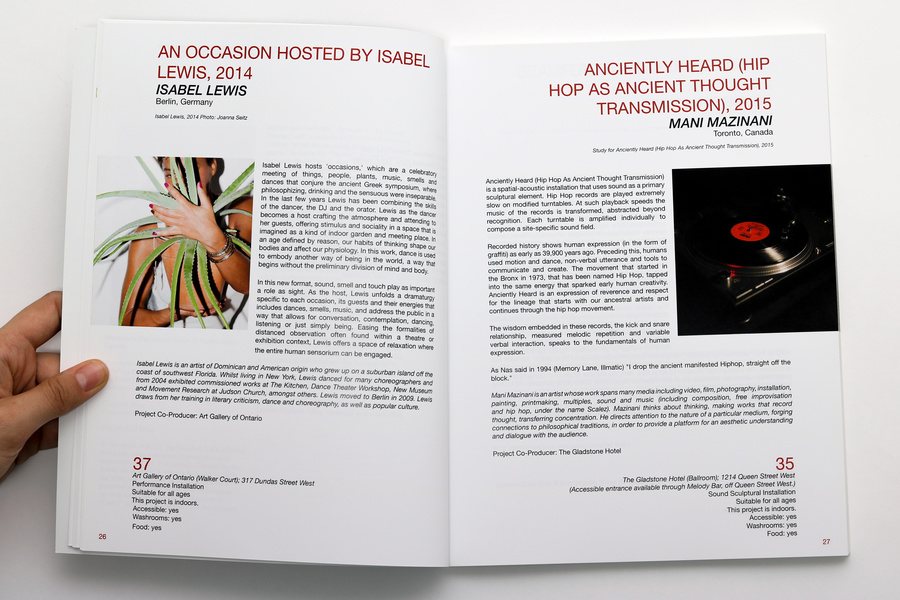 AN OCCASION HOSTED BY ISABEL
LEWIS, 2014
ISABEL LEWIS
Berlin, Germany
Isabel Lewis, 2014 Photo: Joanna Seitz
Isabel Lewis hosts 'occasions,' which are a celebratory
meeting of things, people, plants, music, smells and
dances that conjure the ancient Greek symposium, where
philosophizing, drinking and the sensuous were inseparable.
In the last few years Lewis has been combining the skills
of the dancer, the DJ and the orator. Lewis as the dancer
becomes a host crafting the atmosphere and attending to
her guests, offering stimulus and sociality in a space that is
imagined as a kind of indoor garden and meeting place. In
an age defined by reason, our habits of thinking shape our
bodies and affect our physiology. In this work, dance is used
to embody another way of being in the world, a way that
begins without the preliminary division of mind and body.
In this new format, sound, smell and touch play as important
a role as sight. As the host, Lewis unfolds a dramaturgy
specific to each occasion, its guests and their energies that
includes dances, smells, music, and address the public in a
way that allows for conversation, contemplation, dancing,
listening or just simply being. Easing the formalities of
distanced observation often found within a theatre or
exhibition context, Lewis offers a space of relaxation where
the entire human sensorium can be engaged.
Isabel Lewis is an artist of Dominican and American origin who grew up on a suburban island off the
coast of southwest Florida. Whilst living in New York, Lewis danced for many choreographers and
from 2004 exhibited commissioned works at The Kitchen, Dance Theater Workshop, New Museum
and Movement Research at Judson Church, amongst others. Lewis moved to Berlin in 2009. Lewis
draws from her training in literary criticism, dance and choreography, as well as popular culture.
Project Co-Producer: Art Gallery of Ontario
37
Art Gallery of Ontario (Walker Court); 317 Dundas Street West
Performance Installation
Suitable for all ages
This project is indoors.
Accessible: yes
Washrooms: yes
Food: yes
26
ANCIENTLY HEARD (HIP
HOP AS ANCIENT THOUGHT
TRANSMISSION), 2015
MANI MAZINANI
Toronto, Canada
Study for Anciently Heard (Hip Hop As Ancient Thought Transmission), 2015
Anciently Heard (Hip Hop As Ancient Thought Transmission)
is a spatial-acoustic installation that uses sound as a primary
sculptural element. Hip Hop records are played extremely
slow on modified turntables. At such playback speeds the
music of the records is transformed, abstracted beyond
recognition. Each turntable is amplified individually to
compose a site-specific sound field.
Recorded history shows human expression (in the form of
graffiti) as early as 39,900 years ago. Preceding this, humans
used motion and dance, non-verbal utterance and tools to
communicate and create. The movement that started in
the Bronx in 1973, that has been named Hip Hop, tapped
into the same energy that sparked early human creativity.
Anciently Heard is an expression of reverence and respect
for the lineage that starts with our ancestral artists and
continues through the hip hop movement.
The wisdom embedded in these records, the kick and snare
relationship, measured melodic repetition and variable
verbal interaction, speaks to the fundamentals of human
expression.
As Nas said in 1994 (Memory Lane, Illmatic) "I drop the ancient manifested Hiphop, straight off the
block."
Mani Mazinani is an artist whose work spans many media including video, film, photography, installation,
painting, printmaking, multiples, sound and music (including composition, free improvisation
and hip hop, under the name Scalez). Mazinani thinks about thinking, making works that record
thought, transferring concentration. He directs attention to the nature of a particular medium, forging
connections to philosophical traditions, in order to provide a platform for an aesthetic understanding
and dialogue with the audience.
Project Co-Producer: The Gladstone Hotel
35
The Gladstone Hotel (Ballroom); 1214 Queen Street West
(Accessible entrance available through Melody Bar, off Queen Street West.)
Sound Sculptural Installation
Suitable for all ages
This project is indoors.
Accessible: yes
Washrooms: yes
Food: yes
27